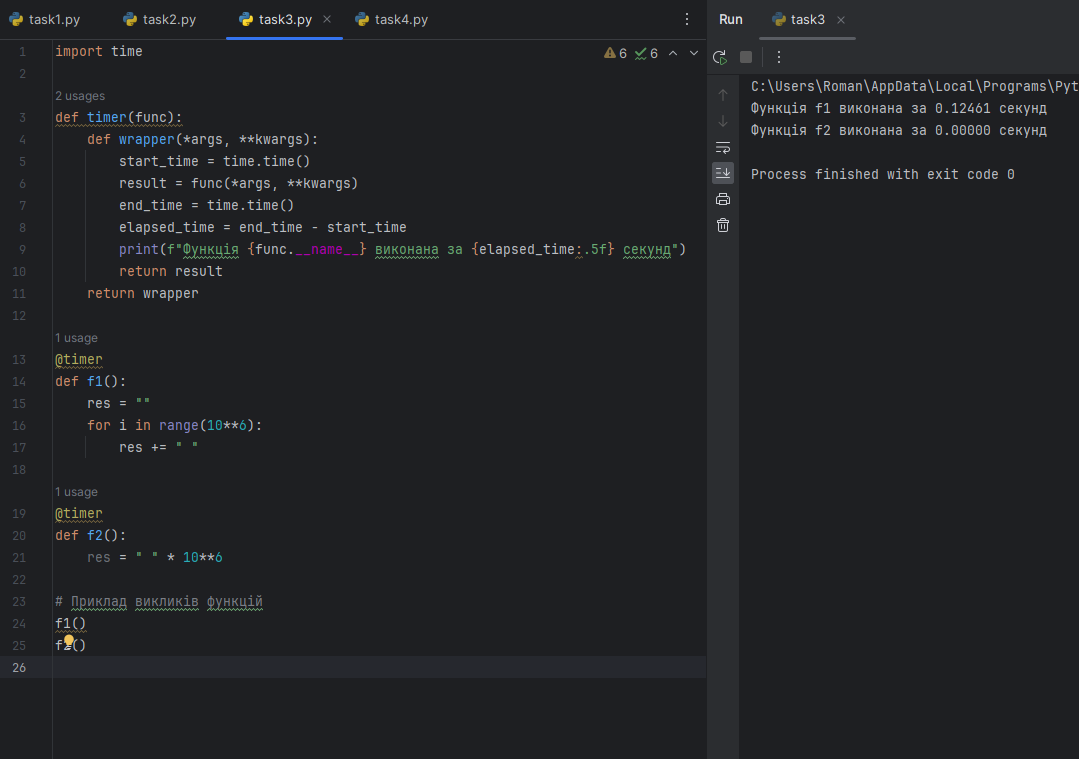 task1.py task2.py task3.py task4.py
Run task3
6 6
1 import time
2
2 usages
3 def timer(func):
4     def wrapper(*args, **kwargs):
5         start_time = time.time()
6         result = func(*args, **kwargs)
7         end_time = time.time()
8         elapsed_time = end_time - start_time
9         print(f"Функція {func.__name__} виконана за {elapsed_time:.5f} секунд")
10         return result
11     return wrapper
12
1 usage
13 @timer
14 def f1():
15     res = ""
16     for i in range(10**6):
17         res += " "
18
1 usage
19 @timer
20 def f2():
21     res = " " * 10**6
22
23 # Приклад викликів функцій
24 f1()
25 f2()
26
C:\Users\Roman\AppData\Local\Programs\Pyt
Функція f1 виконана за 0.12461 секунд
Функція f2 виконана за 0.00000 секунд
Process finished with exit code 0